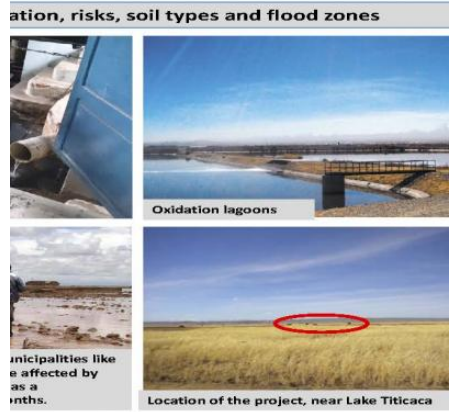 ation, risks, soil types and flood zones
Oxidation lagoons
unicipalities like
e affected by
as a
onths.
Location of the project, near Lake Titicaca